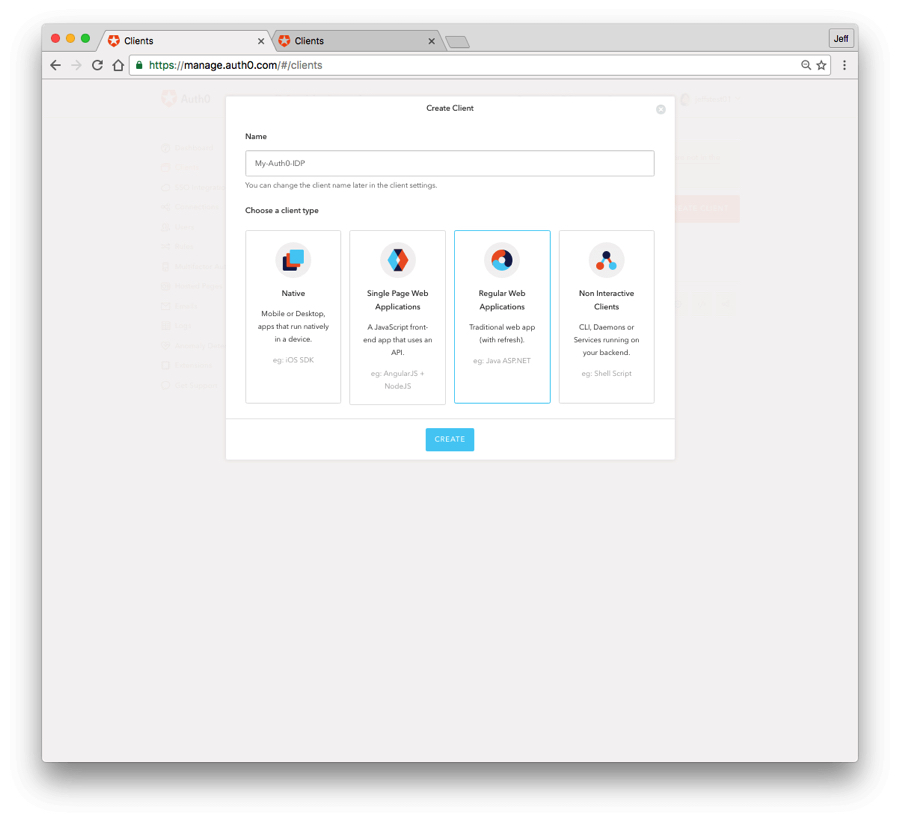 Clients
Clients
Jeff
https://manage.auth0.com/#/clients
Auth0
Create Client
Name
My-Auth0-IDP
You can change the client name later in the client settings.
Choose a client type
Native
Mobile or Desktop,
apps that run natively
in a device.
eg: iOS SDK
Single Page Web
Applications
A JavaScript front-
end app that uses an
API.
eg: AngularJS +
NodeJS
Regular Web
Applications
Traditional web app
(with refresh).
eg: Java ASP.NET
Non Interactive
Clients
CLI, Daemons or
Services running on
your backend.
eg: Shell Script
CREATE